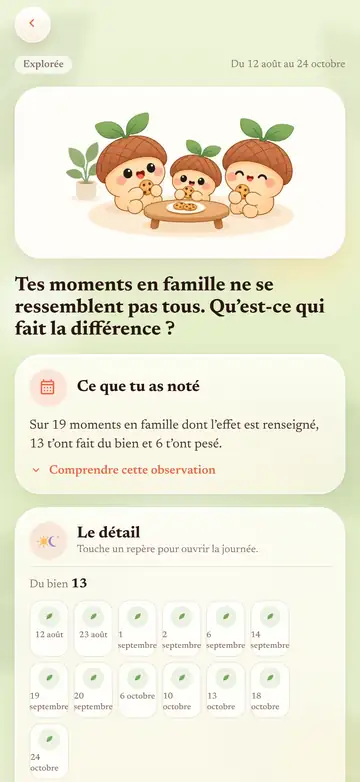 Explorée
Du 12 août au 24 octobre
Tes moments en famille ne se
ressemblent pas tous. Qu'est-ce qui
fait la différence ?
Ce que tu as noté
Sur 19 moments en famille dont l'effet est renseigné,
13 t'ont fait du bien et 6 t'ont pesé.
Comprendre cette observation
Le détail
Touche un repère pour ouvrir la journée.
Du bien 13
12 août
23 août
1
septembre
2
septembre
6
septembre
14
septembre
19
septembre
20
septembre
6 octobre
10
octobre
13
octobre
18
octobre
24
octobre